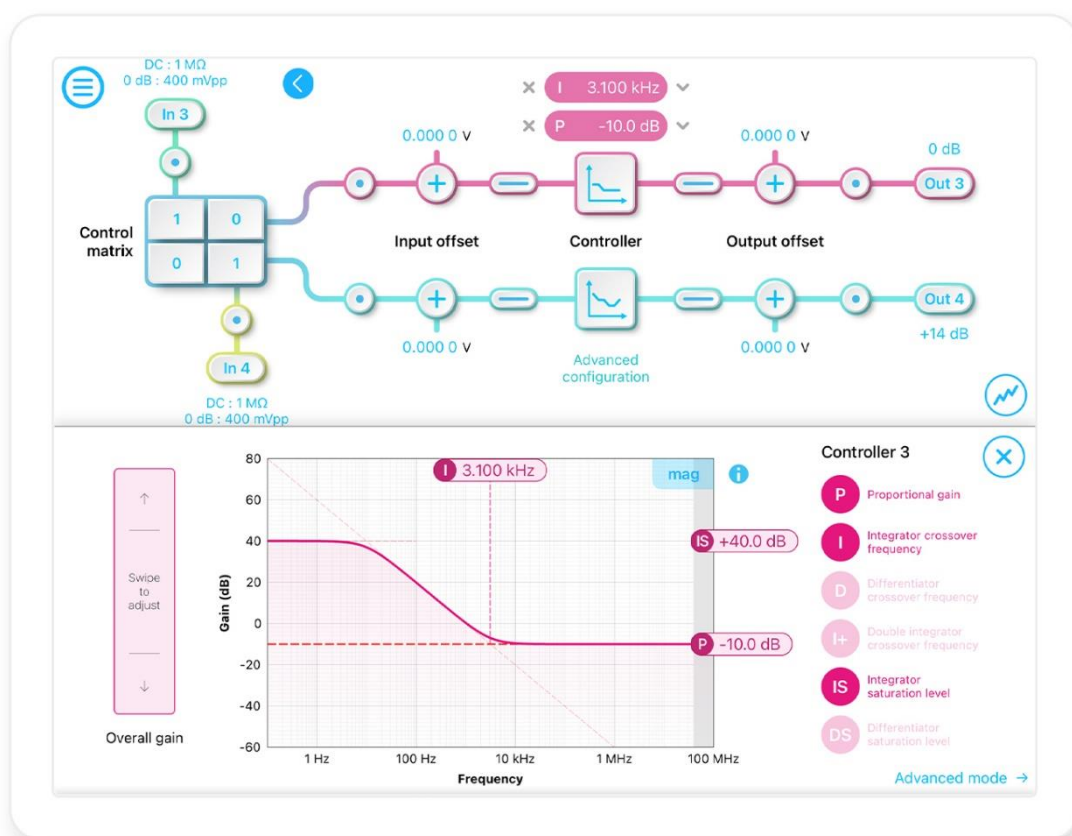 DC : 1 MΩ
0 dB : 400 mVpp
In 3
I 3.100 kHz
P -10.0 dB
0.000 0 V
0.000 0 V
0 dB
Out 3
Control
matrix
1 0
0 1
Input offset
Controller
Output offset
In 4
DC : 1 MΩ
0 dB : 400 mVpp
0.000 0 V
Advanced
configuration
0.000 0 V
Out 4
+14 dB
Swipe
to
adjust
Overall gain
Gain (dB)
80
60
40
20
0
-20
-40
-60
I 3.100 kHz
mag
i
IS +40.0 dB
P -10.0 dB
1 Hz
100 Hz
10 kHz
1 MHz
100 MHz
Frequency
Controller 3
P Proportional gain
I Integrator crossover
frequency
D Differentiator
crossover frequency
I+ Double integrator
crossover frequency
IS Integrator
saturation level
DS Differentiator
saturation level
Advanced mode →